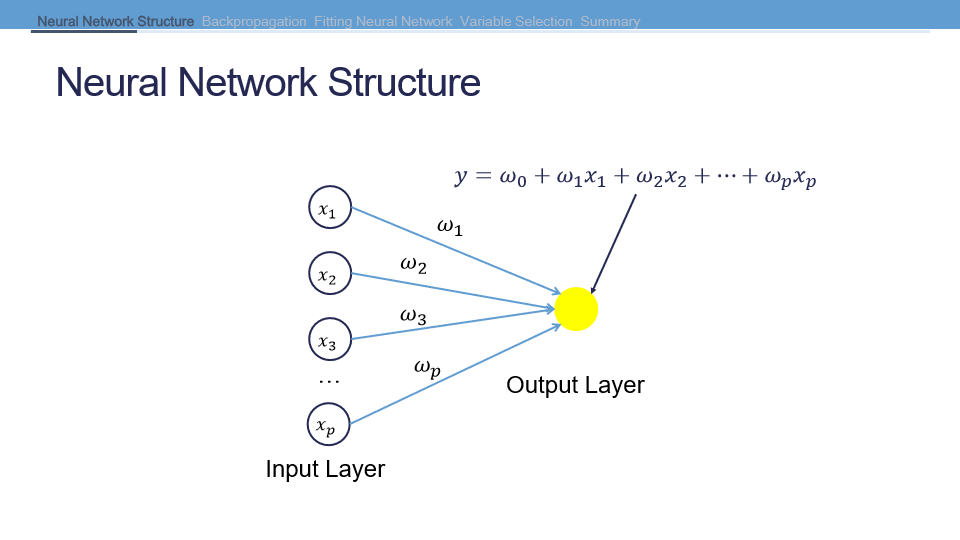 Neural Network Structure Backpropagation Fitting Neural Network Variable Selection Summary
Neural Network Structure
y = ω₀ + ω₁x₁ + ω₂x₂ + ⋯ + ωₚxₚ
x₁
ω₁
x₂
ω₂
x₃
ω₃
…
ωₚ
xₚ
Output Layer
Input Layer